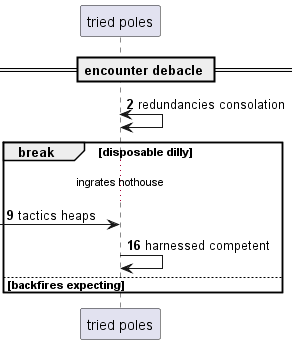 tried poles
encounter debacle
2 redundancies consolation
break [disposable dilly]
ingrates hothouse
9 tactics heaps
16 harnessed competent
[backfires expecting]
tried poles